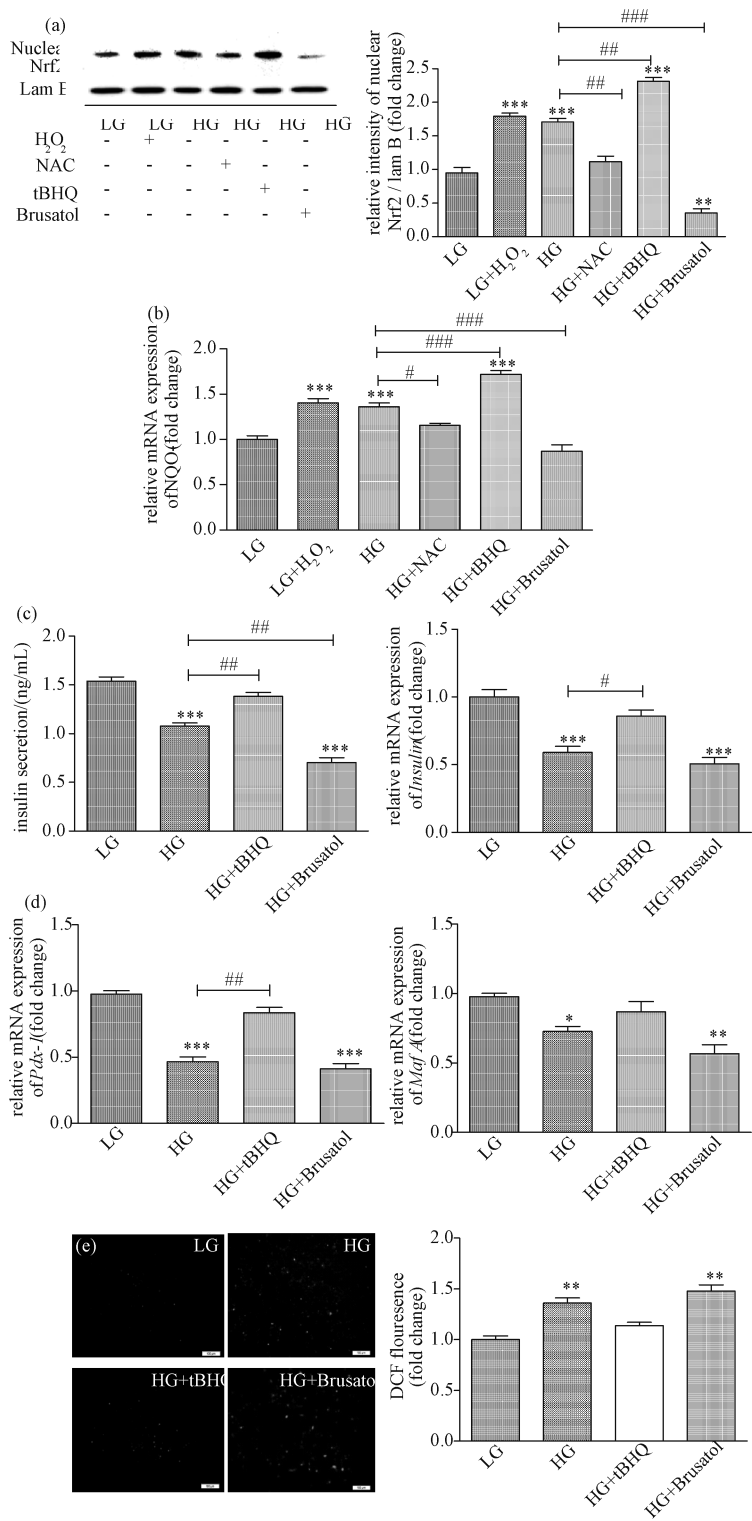 (a)
Nuclea
Nrf2
Lam B
LG LG HG HG HG HG
H2O2 - + - - - -
NAC - - - + - -
tBHQ - - - - + -
Brusatol - - - - - +
relative intensity of nuclear
Nrf2 / lam B (fold change)
2.5
2.0
1.5
1.0
0.5
0.0
###
##
##
*** *** *** **
LG LG+H2O2 HG HG+NAC HG+tBHQ HG+Brusatol
(b)
relative mRNA expression
ofNQO-(fold change)
2.0
1.5
1.0
0.5
0.0
###
###
#
*** *** ***
LG LG+H2O2 HG HG+NAC HG+tBHQ HG+Brusatol
(c)
insulin secretion/(ng/mL)
2.0
1.5
1.0
0.5
0.0
##
##
*** ***
LG HG HG+tBHQ HG+Brusatol
relative mRNA expression
of Insulin(fold change)
1.5
1.0
0.5
0.0
#
*** ***
LG HG HG+tBHQ HG+Brusatol
(d)
relative mRNA expression
of Pdx-1(fold change)
1.5
1.0
0.5
0.0
##
*** ***
LG HG HG+tBHQ HG+Brusatol
relative mRNA expression
of Maf A(fold change)
1.5
1.0
0.5
0.0
* **
LG HG HG+tBHQ HG+Brusatol
(e) LG HG
HG+tBHQ HG+Brusato
DCF flouresence
(fold change)
2.0
1.5
1.0
0.5
0.0
** **
LG HG HG+tBHQ HG+Brusatol